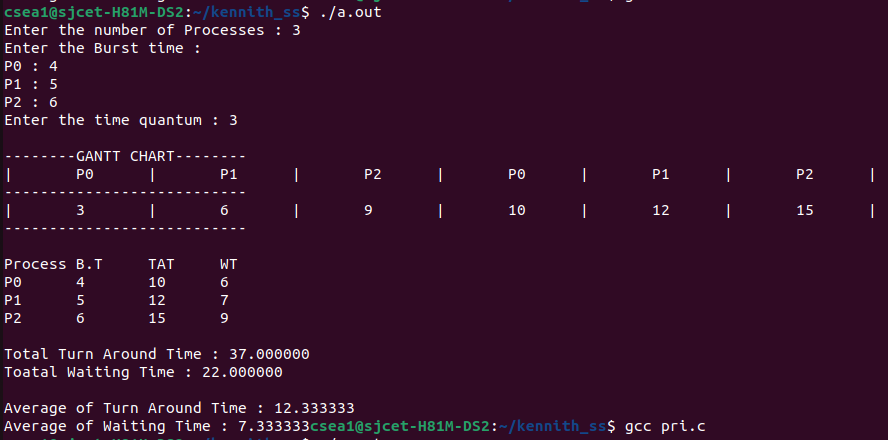 csea1@sjcet-H81M-DS2:~/kennith_ss$ ./a.out
Enter the number of Processes : 3
Enter the Burst time :
P0 : 4
P1 : 5
P2 : 6
Enter the time quantum : 3
--------GANTT CHART--------
| P0 | P1 | P2 | P0 | P1 | P2 |
---------------------------
| 3 | 6 | 9 | 10 | 12 | 15 |
---------------------------
Process B.T TAT WT
P0 4 10 6
P1 5 12 7
P2 6 15 9
Total Turn Around Time : 37.000000
Toatal Waiting Time : 22.000000
Average of Turn Around Time : 12.333333
Average of Waiting Time : 7.333333csea1@sjcet-H81M-DS2:~/kennith_ss$ gcc pri.c